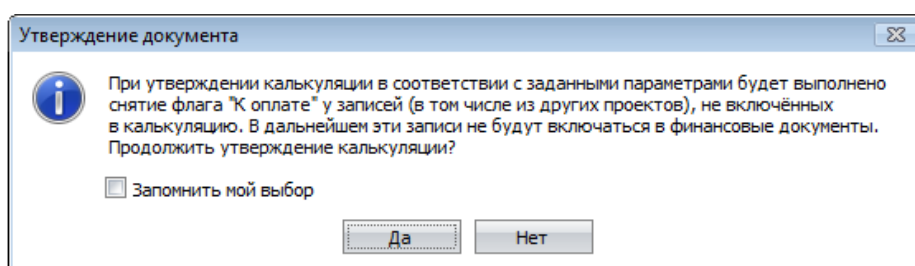 Утверждение документа
При утверждении калькуляции в соответствии с заданными параметрами будет выполнено
снятие флага "К оплате" у записей (в том числе из других проектов), не включённых
в калькуляцию. В дальнейшем эти записи не будут включаться в финансовые документы.
Продолжить утверждение калькуляции?
Запомнить мой выбор
Да
Нет